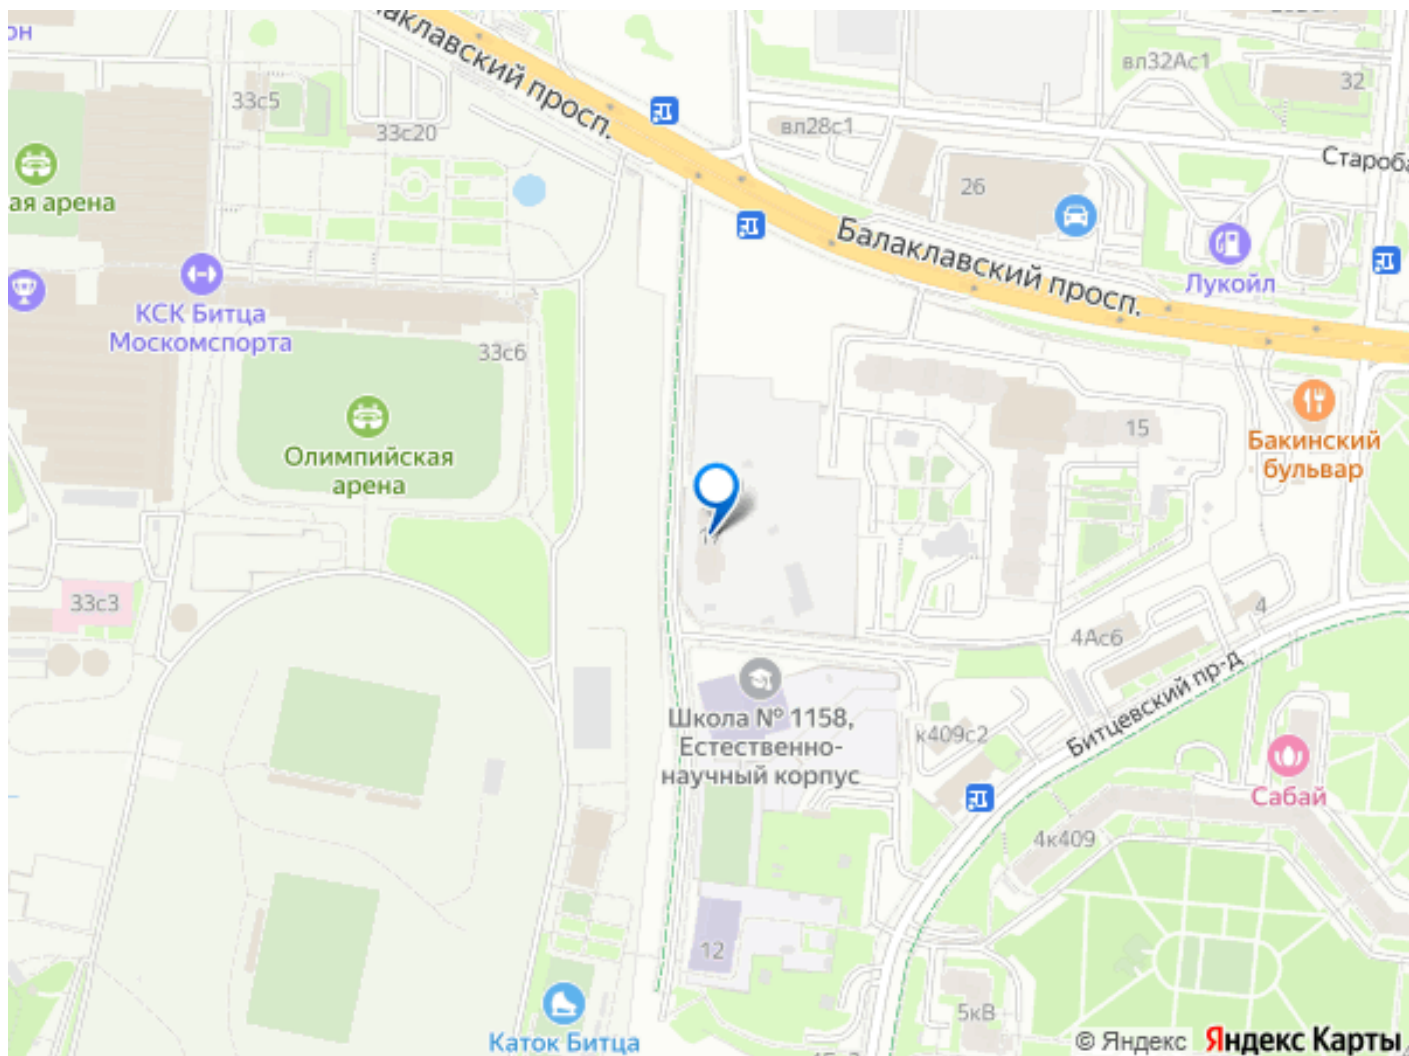 он
Балаклавский просп.
33с5
33с20
вл28с1
вл32Ас1
32
Староба
26
ая арена
Балаклавский просп.
Лукойл
КСК Битца
Москомспорта
33с6
Олимпийская
арена
15
Бакинский
бульвар
33с3
4
4Ас6
Битцевский пр-д
Школа № 1158,
Естественно-
научный корпус
к409с2
Сабай
4к409
12
5кВ
Каток Битца
© Яндекс
Яндекс Карты